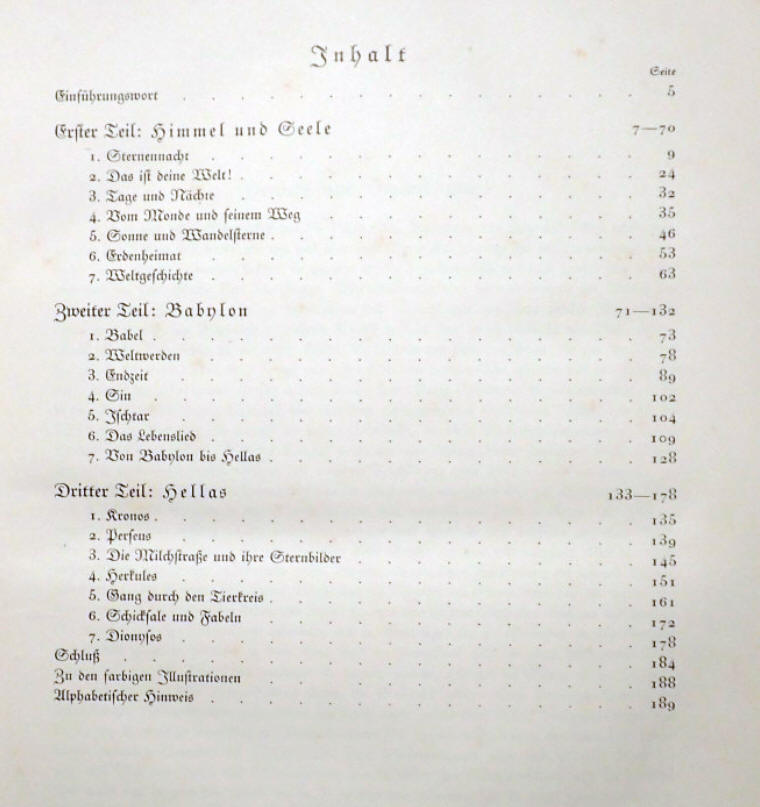 Inhalt
Seite
Einführungswort . . . . . . . . . . . . . . . . 5
Erster Teil: Himmel und Seele 7—70
1. Sternennacht . . . . . . . . . . . . . . . 9
2. Das ist deine Welt! . . . . . . . . . . . . . . 24
3. Tage und Nächte . . . . . . . . . . . . . . 32
4. Vom Monde und seinem Weg . . . . . . . . . . . 35
5. Sonne und Wandelsterne . . . . . . . . . . . . . 46
6. Erdenheimat . . . . . . . . . . . . . . . 53
7. Weltgeschichte . . . . . . . . . . . . . . . 63
Zweiter Teil: Babylon 71—132
1. Babel . . . . . . . . . . . . . . . . . 73
2. Weltwerden . . . . . . . . . . . . . . . 78
3. Endzeit . . . . . . . . . . . . . . . . 89
4. Sin . . . . . . . . . . . . . . . . . 102
5. Ischtar . . . . . . . . . . . . . . . . 104
6. Das Lebenslied . . . . . . . . . . . . . . 109
7. Von Babylon bis Hellas . . . . . . . . . . . . . 128
Dritter Teil: Hellas 133—178
1. Kronos . . . . . . . . . . . . . . . . . 135
2. Perseus . . . . . . . . . . . . . . . . 139
3. Die Milchstraße und ihre Sternbilder . . . . . . . . . . 145
4. Herkules . . . . . . . . . . . . . . . . 151
5. Gang durch den Tierkreis . . . . . . . . . . . . . 161
6. Schicksale und Fabeln . . . . . . . . . . . . . 172
7. Dionysos . . . . . . . . . . . . . . . . 178
Schluß . . . . . . . . . . . . . . . . . . 184
Zu den farbigen Illustrationen . . . . . . . . . . . . . 188
Alphabetischer Hinweis . . . . . . . . . . . . . . . 189